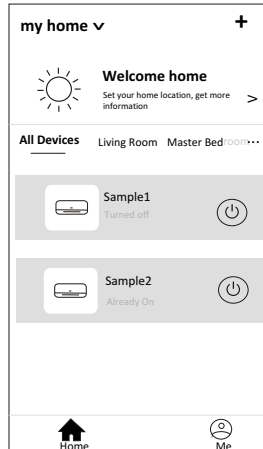 my home
+
Welcome home
Set your home location, get more
information
>
All Devices Living Room Master Bedroom ...
Sample1
Turned off
Sample2
Already On
Home Me